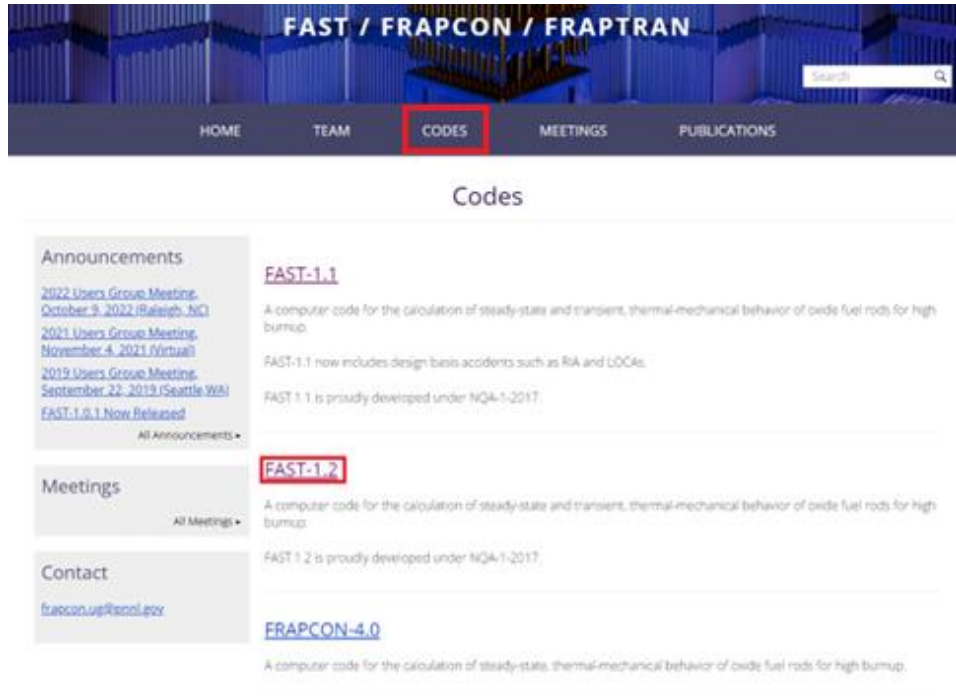 FAST / FRAPCON / FRAPTRAN
Search
HOME TEAM CODES MEETINGS PUBLICATIONS
Codes
Announcements
2022 Users Group Meeting,
October 9, 2022 (Raleigh, NC)
2021 Users Group Meeting,
November 4, 2021 (Virtual)
2019 Users Group Meeting,
September 22, 2019 (Seattle,WA)
FAST-1.0.1 Now Released
All Announcements ▸
Meetings
All Meetings ▸
Contact
frapcon.ug@pnnl.gov
FAST-1.1
A computer code for the calculation of steady-state and transient, thermal-mechanical behavior of oxide fuel rods for high
burnup.
FAST-1.1 now includes design basis accidents such as RIA and LOCAs.
FAST 1.1 is proudly developed under NQA-1-2017.
FAST-1.2
A computer code for the calculation of steady-state and transient, thermal-mechanical behavior of oxide fuel rods for high
burnup.
FAST 1.2 is proudly developed under NQA-1-2017.
FRAPCON-4.0
A computer code for the calculation of steady-state, thermal-mechanical behavior of oxide fuel rods for high burnup.